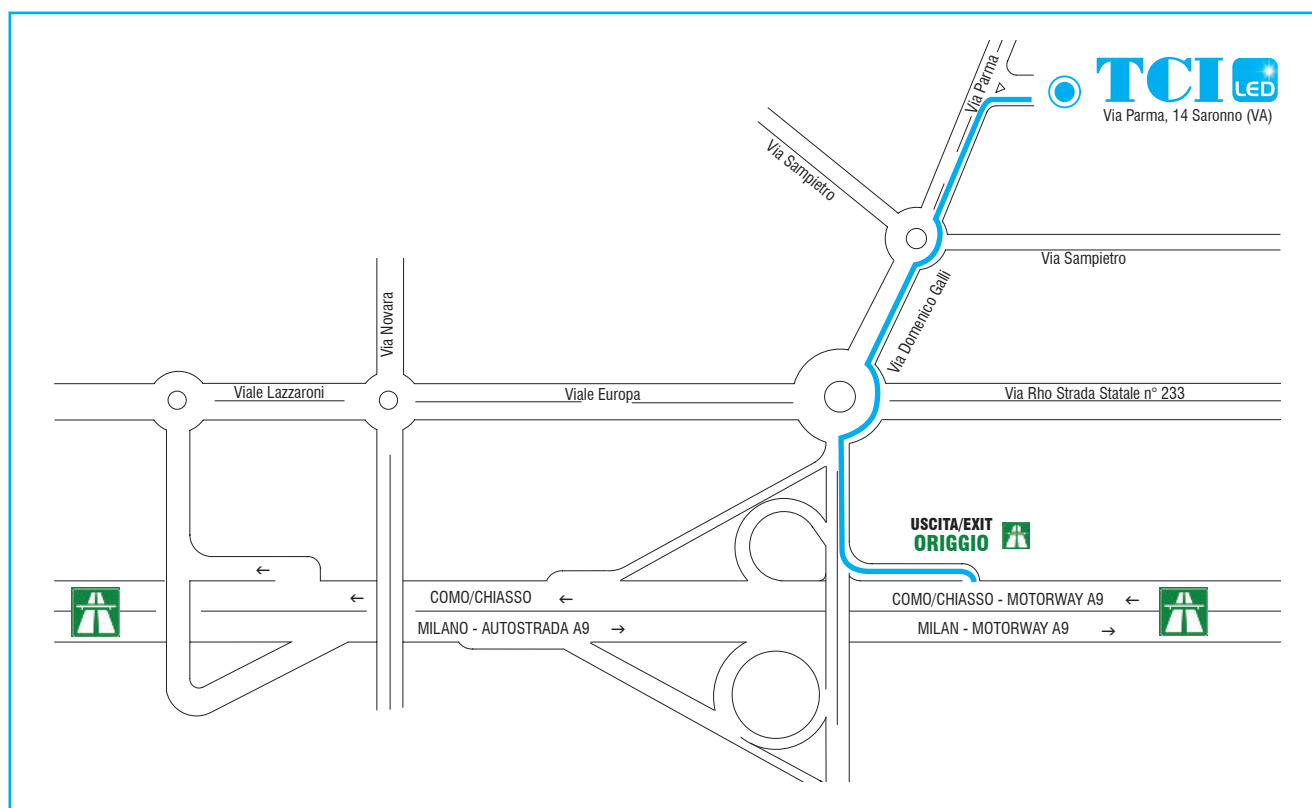 TCI LED
Via Parma, 14 Saronno (VA)
Via Parma
Via Sampietro
Via Sampietro
Via Domenico Galli
Via Novara
Viale Lazzaroni
Viale Europa
Via Rho Strada Statale n° 233
USCITA/EXIT
ORIGGIO
←
← COMO/CHIASSO ←
COMO/CHIASSO - MOTORWAY A9 ←
MILANO - AUTOSTRADA A9 →
MILAN - MOTORWAY A9 →